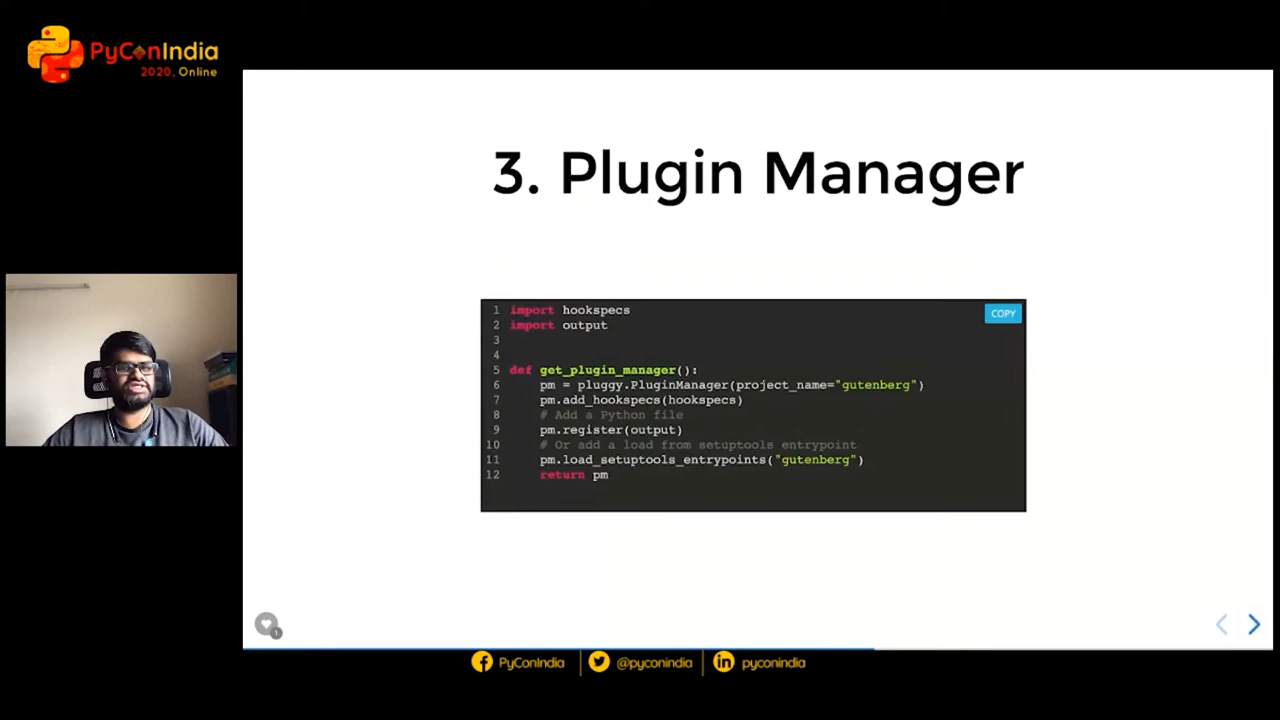 PyConIndia
2020, Online
3. Plugin Manager
COPY
1 import hookspecs
2 import output
3
4
5 def get_plugin_manager():
6 pm = pluggy.PluginManager(project_name="gutenberg")
7 pm.add_hookspecs(hookspecs)
8 # Add a Python file
9 pm.register(output)
10 # Or add a load from setuptools entrypoint
11 pm.load_setuptools_entrypoints("gutenberg")
12 return pm
1
PyConIndia
@pyconindia
pyconindia